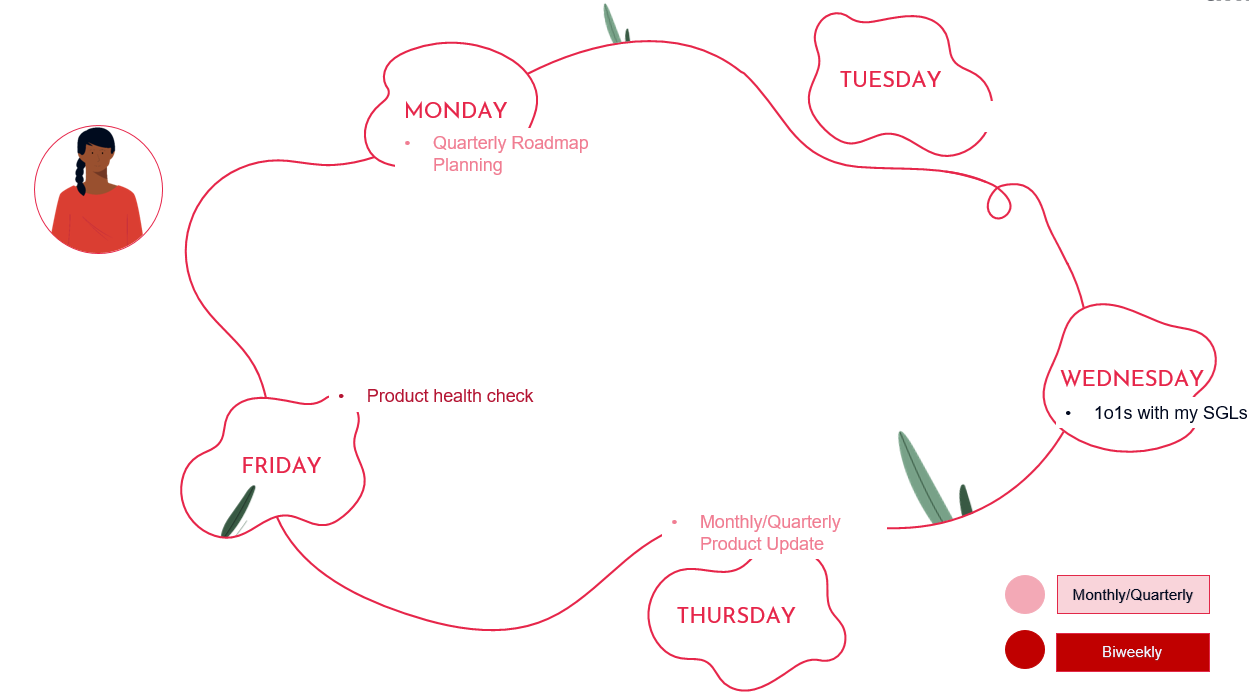 MONDAY
• Quarterly Roadmap
Planning
TUESDAY
WEDNESDAY
• 1o1s with my SGLs
• Monthly/Quarterly
Product Update
THURSDAY
• Product health check
FRIDAY
Monthly/Quarterly
Biweekly